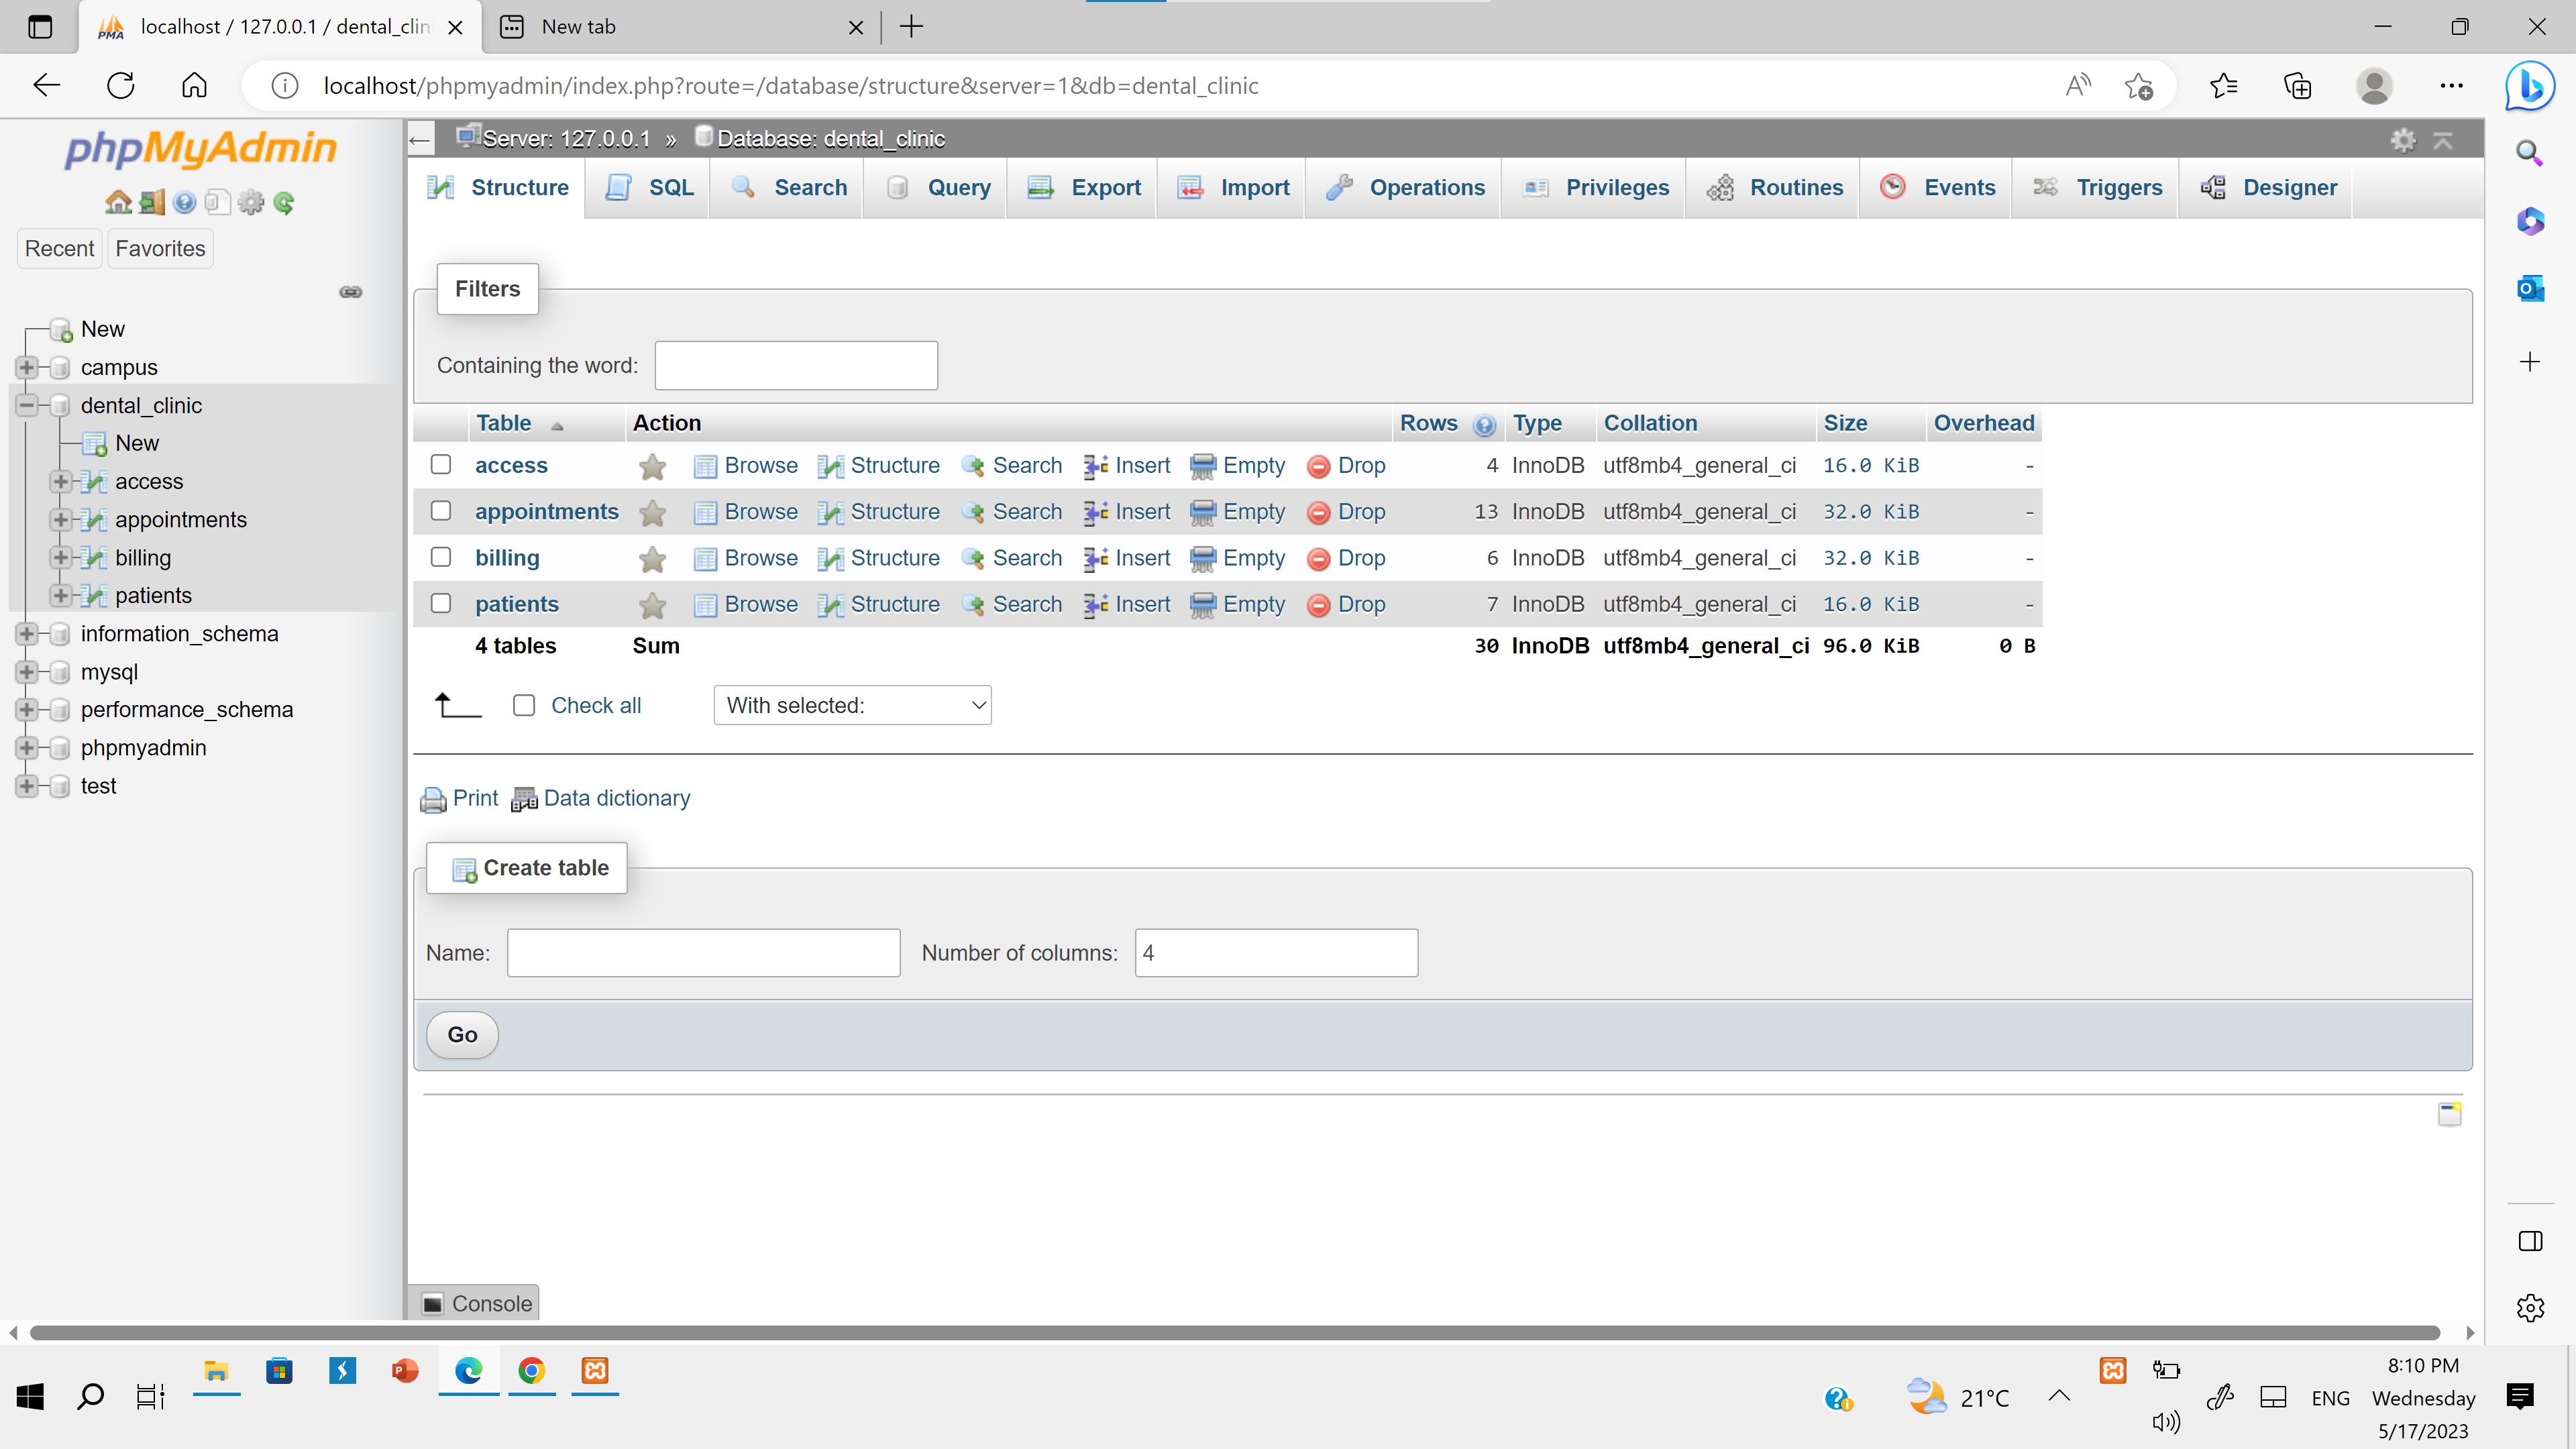 localhost / 127.0.0.1 / dental_clin
New tab
localhost/phpmyadmin/index.php?route=/database/structure&server=1&db=dental_clinic
phpMyAdmin
Recent Favorites
New
campus
dental_clinic
New
access
appointments
billing
patients
information_schema
mysql
performance_schema
phpmyadmin
test
Server: 127.0.0.1 » Database: dental_clinic
Structure SQL Search Query Export Import Operations Privileges Routines Events Triggers Designer
Filters
Containing the word:
Table Action Rows Type Collation Size Overhead
access Browse Structure Search Insert Empty Drop 4 InnoDB utf8mb4_general_ci 16.0 KiB -
appointments Browse Structure Search Insert Empty Drop 13 InnoDB utf8mb4_general_ci 32.0 KiB -
billing Browse Structure Search Insert Empty Drop 6 InnoDB utf8mb4_general_ci 32.0 KiB -
patients Browse Structure Search Insert Empty Drop 7 InnoDB utf8mb4_general_ci 16.0 KiB -
4 tables Sum 30 InnoDB utf8mb4_general_ci 96.0 KiB 0 B
Check all With selected:
Print Data dictionary
Create table
Name: Number of columns: 4
Go
Console
21°C
ENG
8:10 PM
Wednesday
5/17/2023